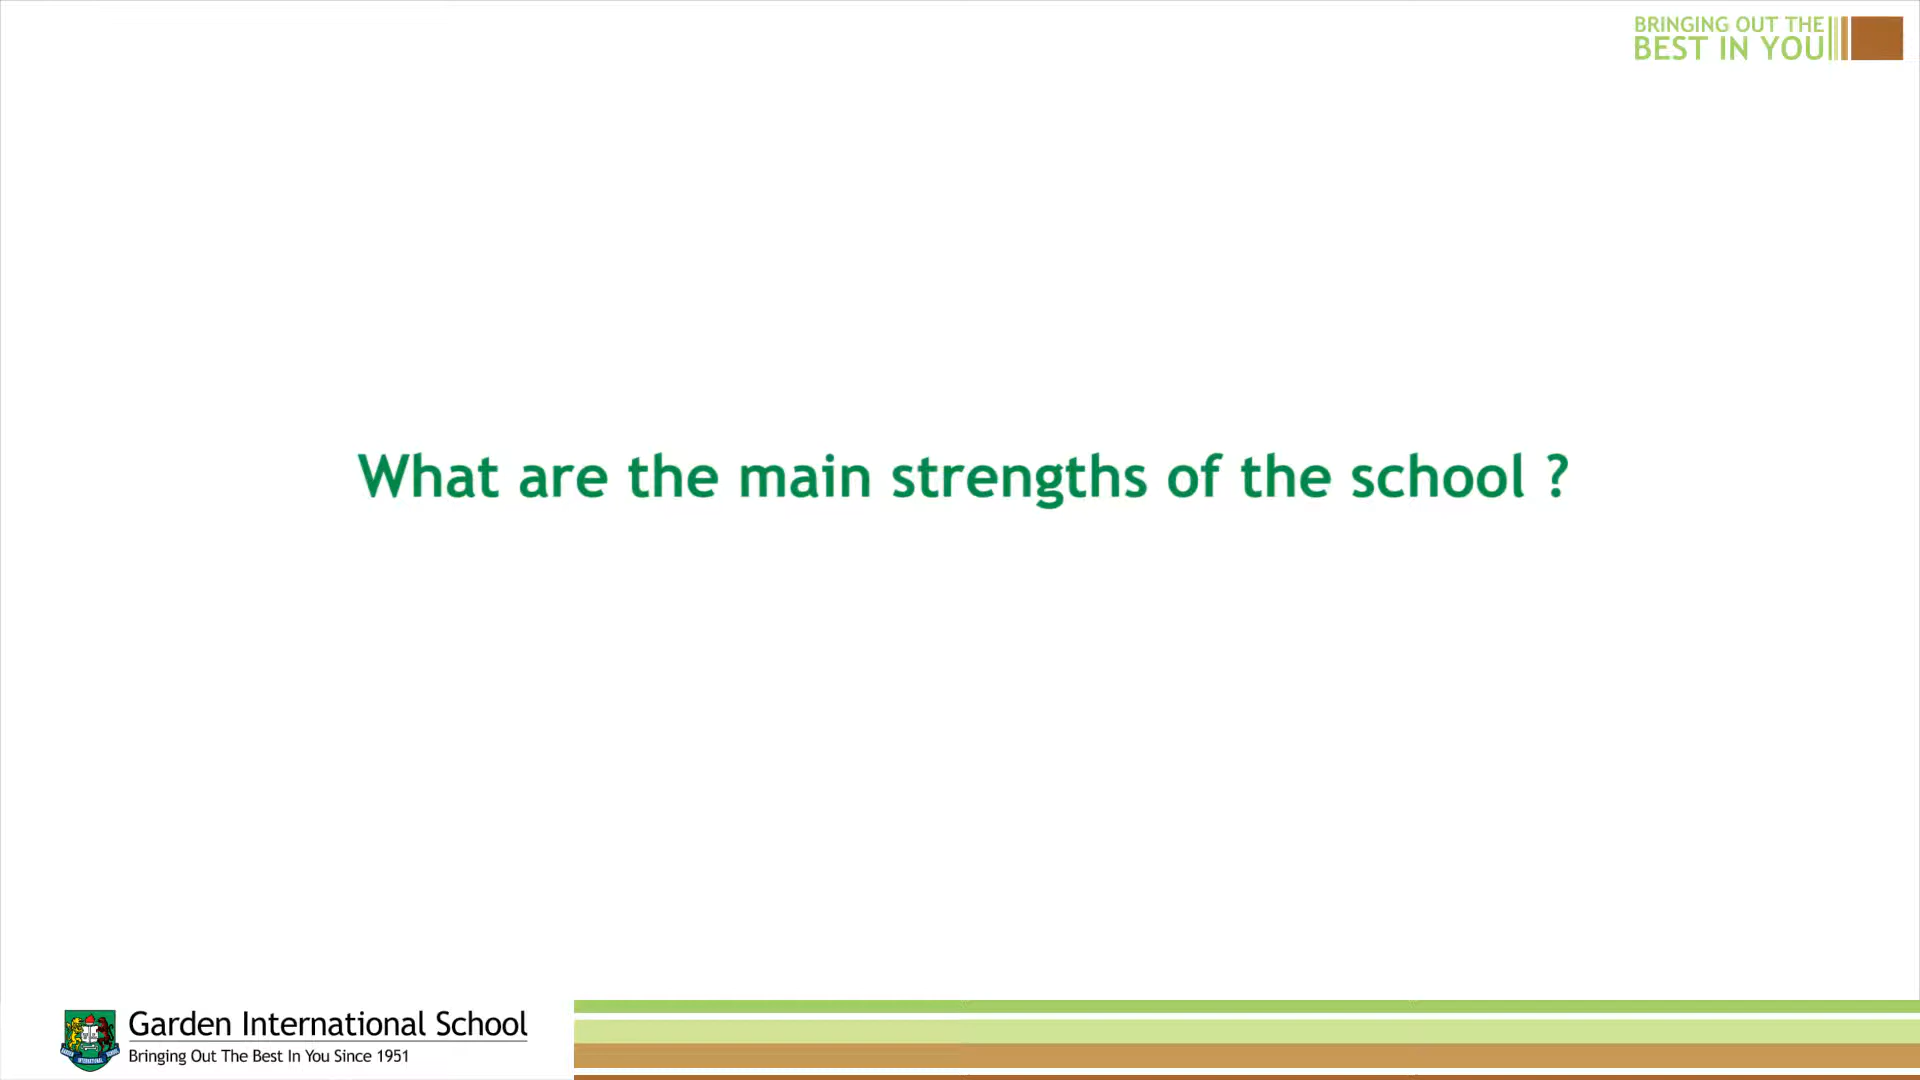 BRINGING OUT THE
BEST IN YOU
What are the main strengths of the school ?
Garden International School
Bringing Out The Best In You Since 1951